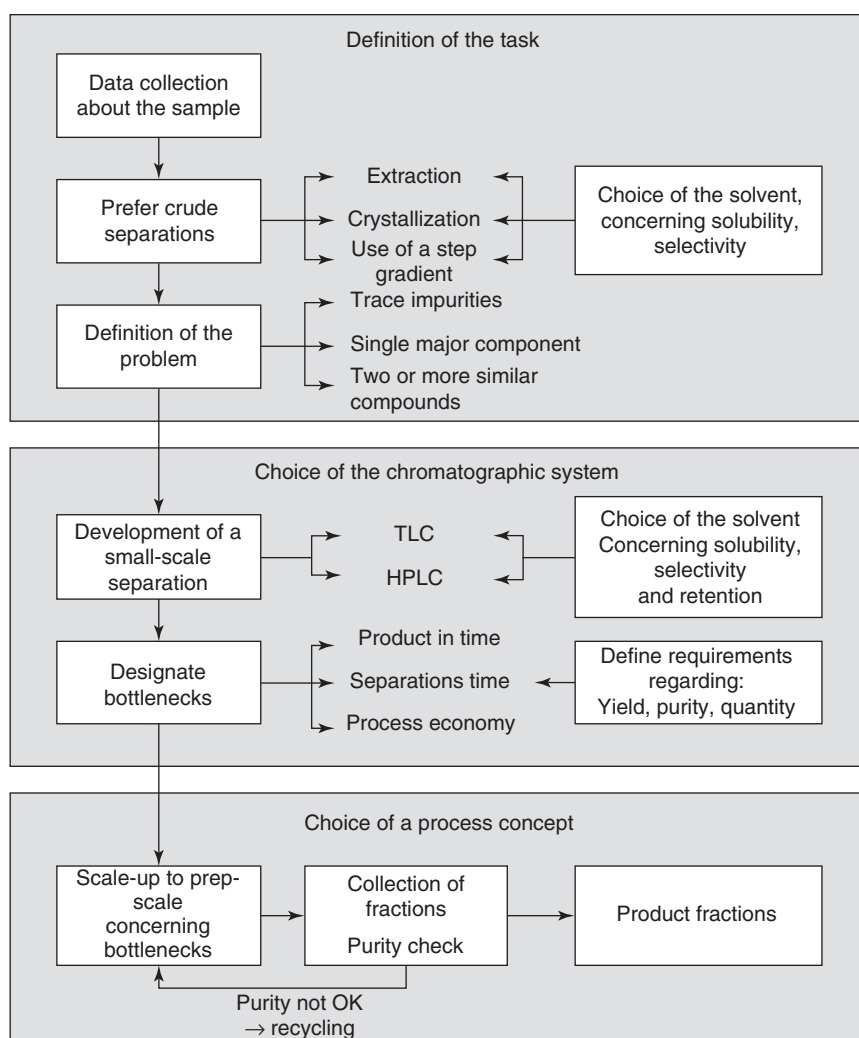 Definition of the task
Data collection
about the sample
Prefer crude
separations
Extraction
Crystallization
Use of a step
gradient
Choice of the solvent,
concerning solubility,
selectivity
Definition of the
problem
Trace impurities
Single major component
Two or more similar
compounds
Choice of the chromatographic system
Development of a
small-scale
separation
TLC
HPLC
Choice of the solvent
Concerning solubility,
selectivity
and retention
Designate
bottlenecks
Product in time
Separations time
Process economy
Define requirements
regarding:
Yield, purity, quantity
Choice of a process concept
Scale-up to prep-
scale
concerning
bottlenecks
Collection of
fractions
Purity check
Product fractions
Purity not OK
→ recycling